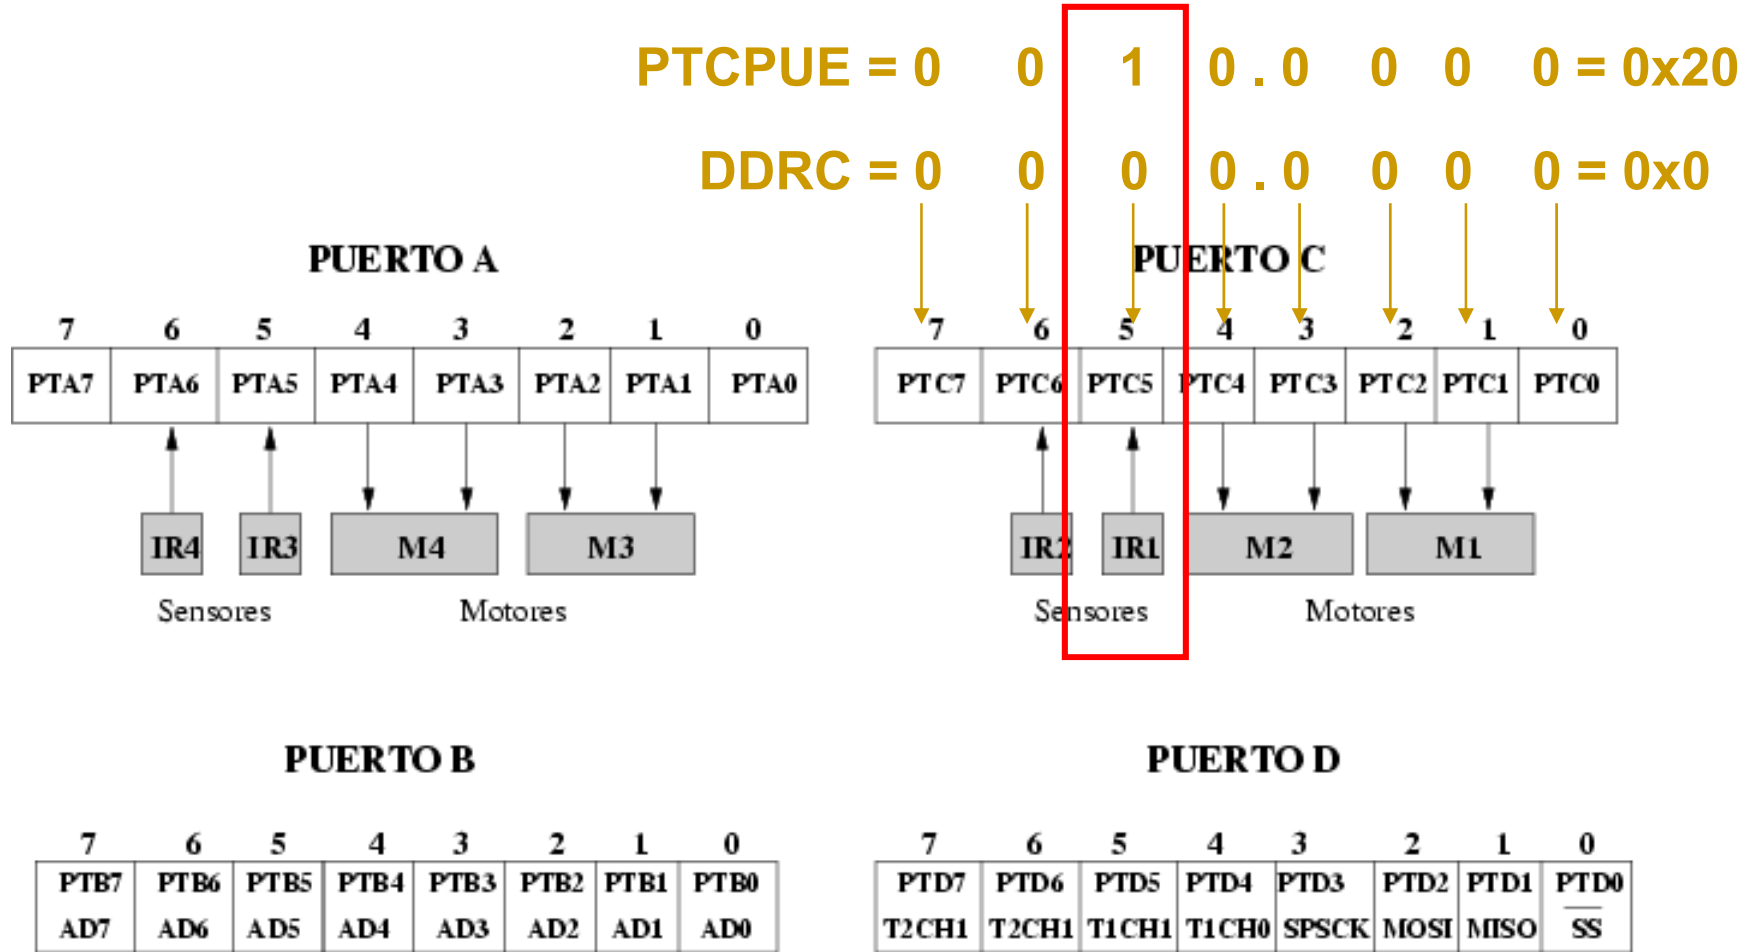 PTCPUE = 0 0 1 0 . 0 0 0 0 = 0x20
DDRC = 0 0 0 0 . 0 0 0 0 = 0x0
PUERTO A
7 6 5 4 3 2 1 0
PTA7 PTA6 PTA5 PTA4 PTA3 PTA2 PTA1 PTA0
IR4 IR3 M4 M3
Sensores Motores
PUERTO C
7 6 5 4 3 2 1 0
PTC7 PTC6 PTC5 PTC4 PTC3 PTC2 PTC1 PTC0
IR2 IR1 M2 M1
Sensores Motores
PUERTO B
7 6 5 4 3 2 1 0
PTB7 PTB6 PTB5 PTB4 PTB3 PTB2 PTB1 PTB0
AD7 AD6 AD5 AD4 AD3 AD2 AD1 AD0
PUERTO D
7 6 5 4 3 2 1 0
PTD7 PTD6 PTD5 PTD4 PTD3 PTD2 PTD1 PTD0
T2CH1 T2CH1 T1CH1 T1CH0 SPSCK MOSI MISO SS